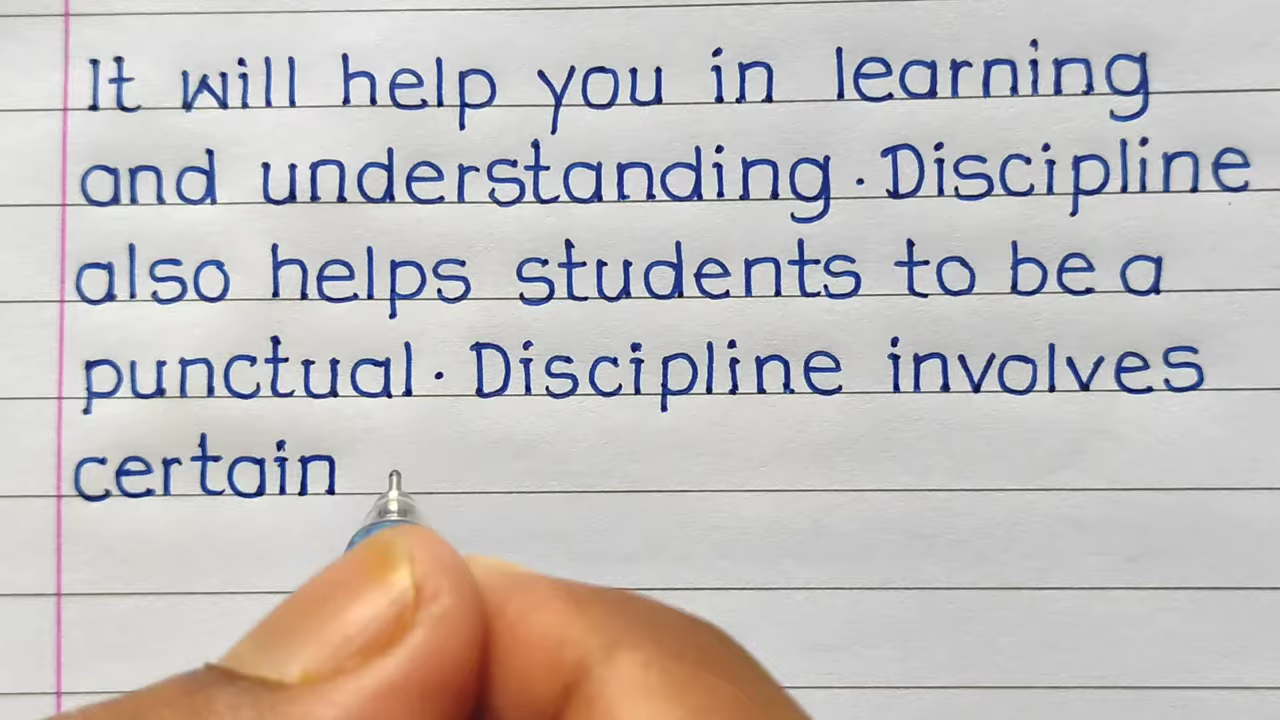 It will help you in learning
and understanding. Discipline
also helps students to be a
punctual. Discipline involves
certain